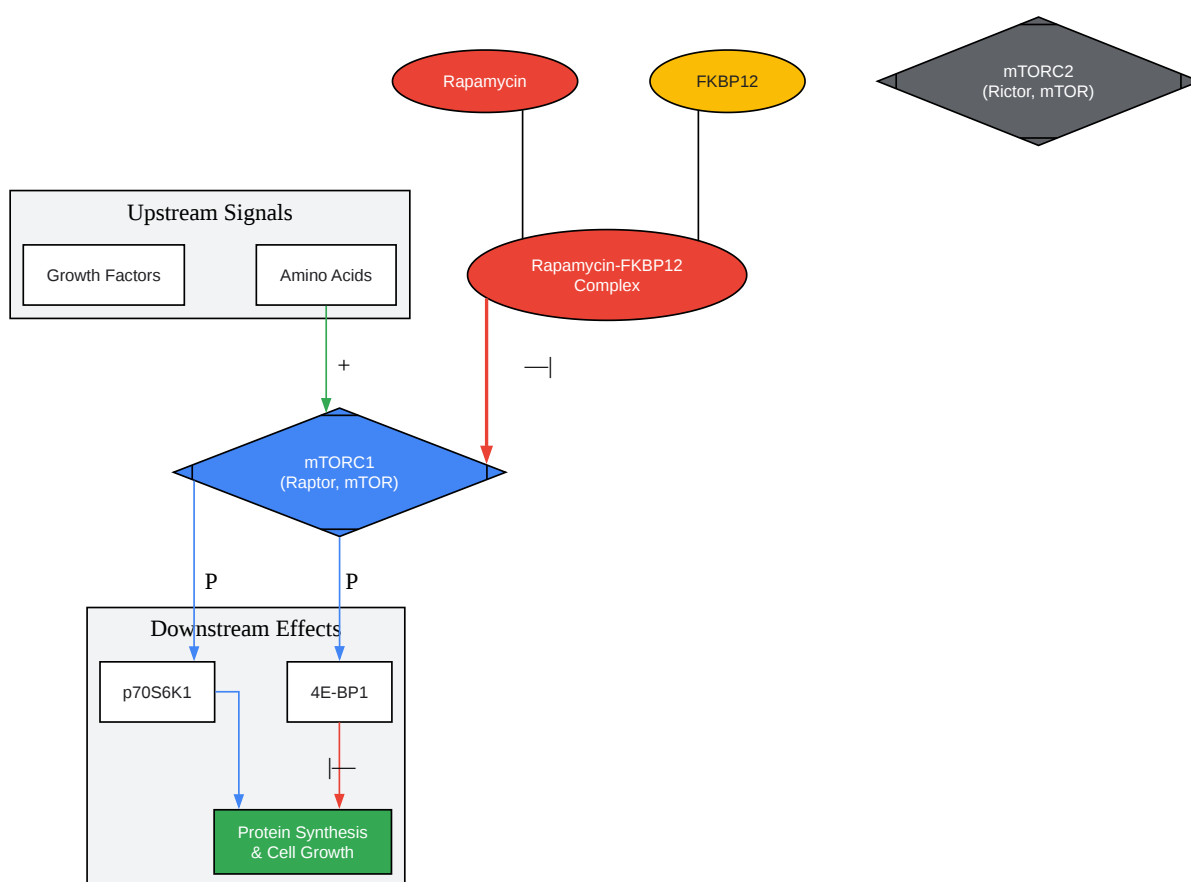 Rapamycin
FKBP12
mTORC2
(Rictor, mTOR)
Upstream Signals
Growth Factors
Amino Acids
Rapamycin-FKBP12
Complex
+
—|
mTORC1
(Raptor, mTOR)
P
P
Downstream Effects
p70S6K1
4E-BP1
|—
Protein Synthesis
& Cell Growth